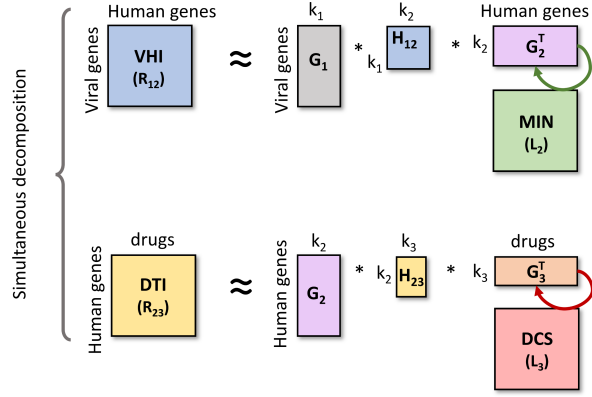 Simultaneous decomposition
Human genes
Viral genes
VHI
(R₁₂)
≈
k₁
Viral genes
G₁
*
k₂
k₁
H₁₂
*
Human genes
k₂
G₂ᵀ
MIN
(L₂)
drugs
Human genes
DTI
(R₂₃)
≈
k₂
Human genes
G₂
*
k₃
k₂
H₂₃
*
drugs
k₃
G₃ᵀ
DCS
(L₃)